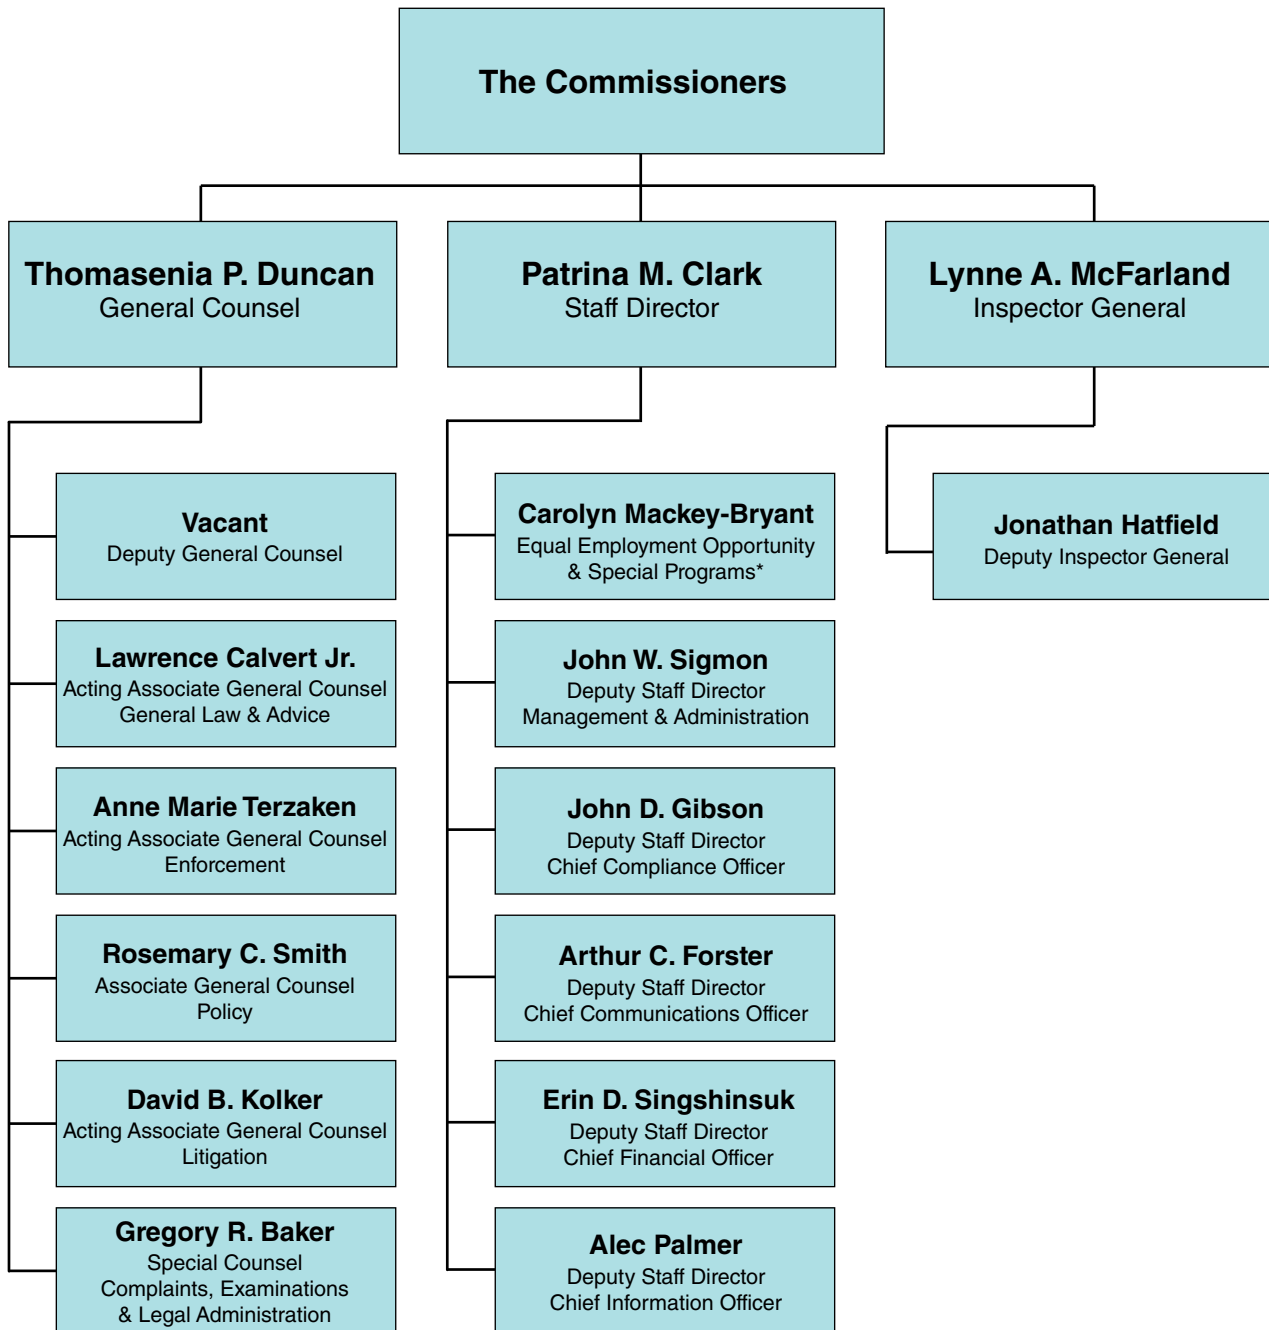 The Commissioners
Thomasenia P. Duncan
General Counsel
Patrina M. Clark
Staff Director
Lynne A. McFarland
Inspector General
Vacant
Deputy General Counsel
Lawrence Calvert Jr.
Acting Associate General Counsel
General Law & Advice
Anne Marie Terzaken
Acting Associate General Counsel
Enforcement
Rosemary C. Smith
Associate General Counsel
Policy
David B. Kolker
Acting Associate General Counsel
Litigation
Gregory R. Baker
Special Counsel
Complaints, Examinations
& Legal Administration
Carolyn Mackey-Bryant
Equal Employment Opportunity
& Special Programs*
John W. Sigmon
Deputy Staff Director
Management & Administration
John D. Gibson
Deputy Staff Director
Chief Compliance Officer
Arthur C. Forster
Deputy Staff Director
Chief Communications Officer
Erin D. Singshinsuk
Deputy Staff Director
Chief Financial Officer
Alec Palmer
Deputy Staff Director
Chief Information Officer
Jonathan Hatfield
Deputy Inspector General